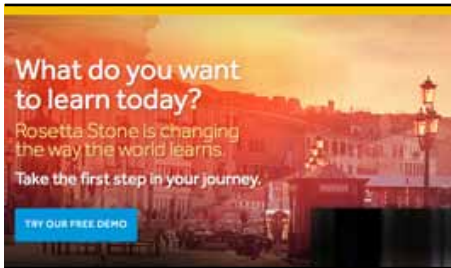 What do you want
to learn today?
Rosetta Stone is changing
the way the world learns.
Take the first step in your journey.
TRY OUR FREE DEMO